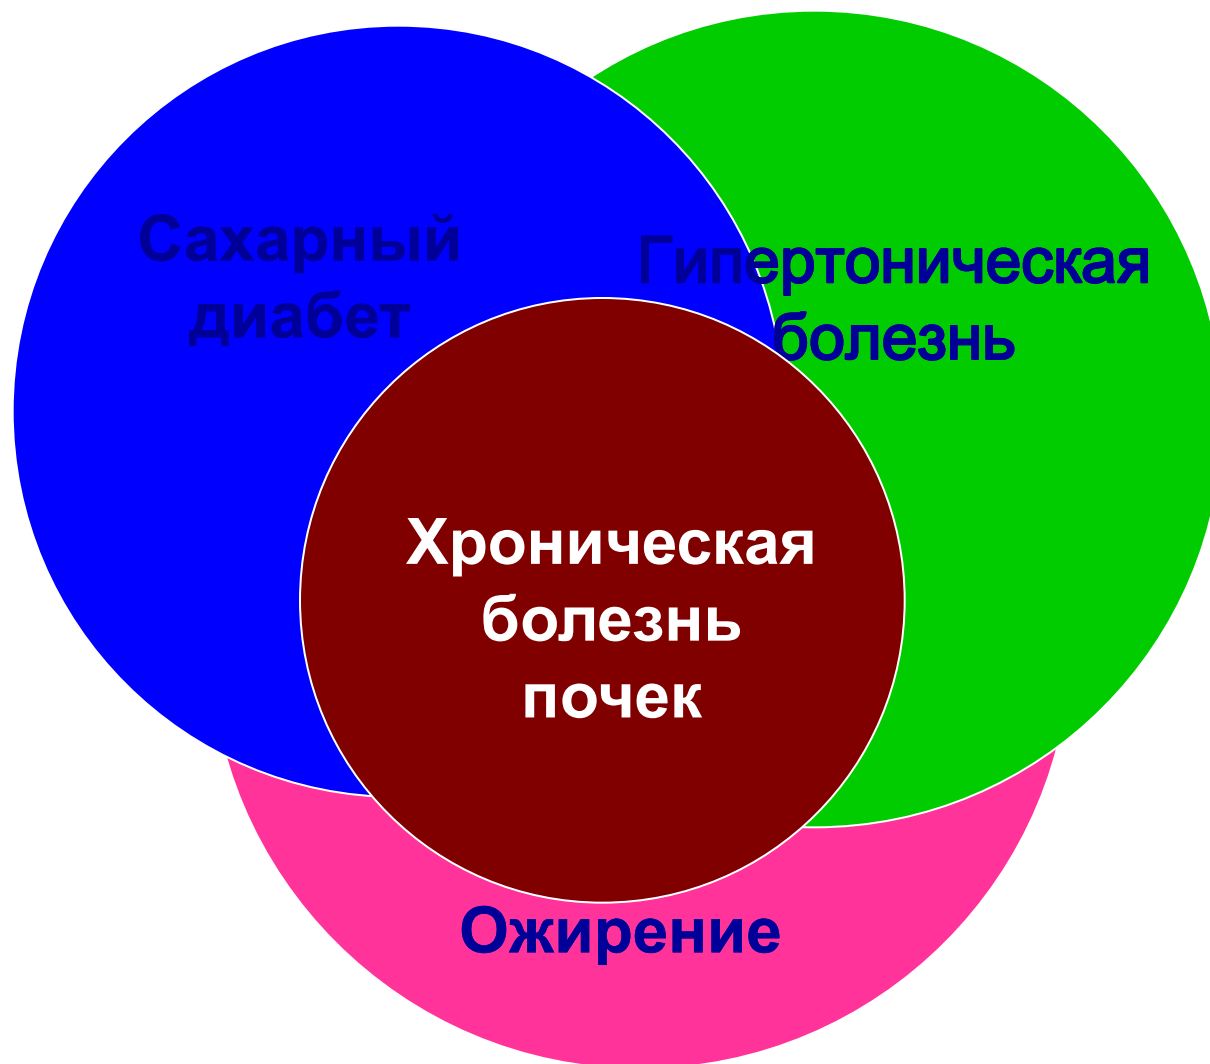 Сахарный
диабет
Гипертоническая
болезнь
Хроническая
болезнь
почек
Ожирение